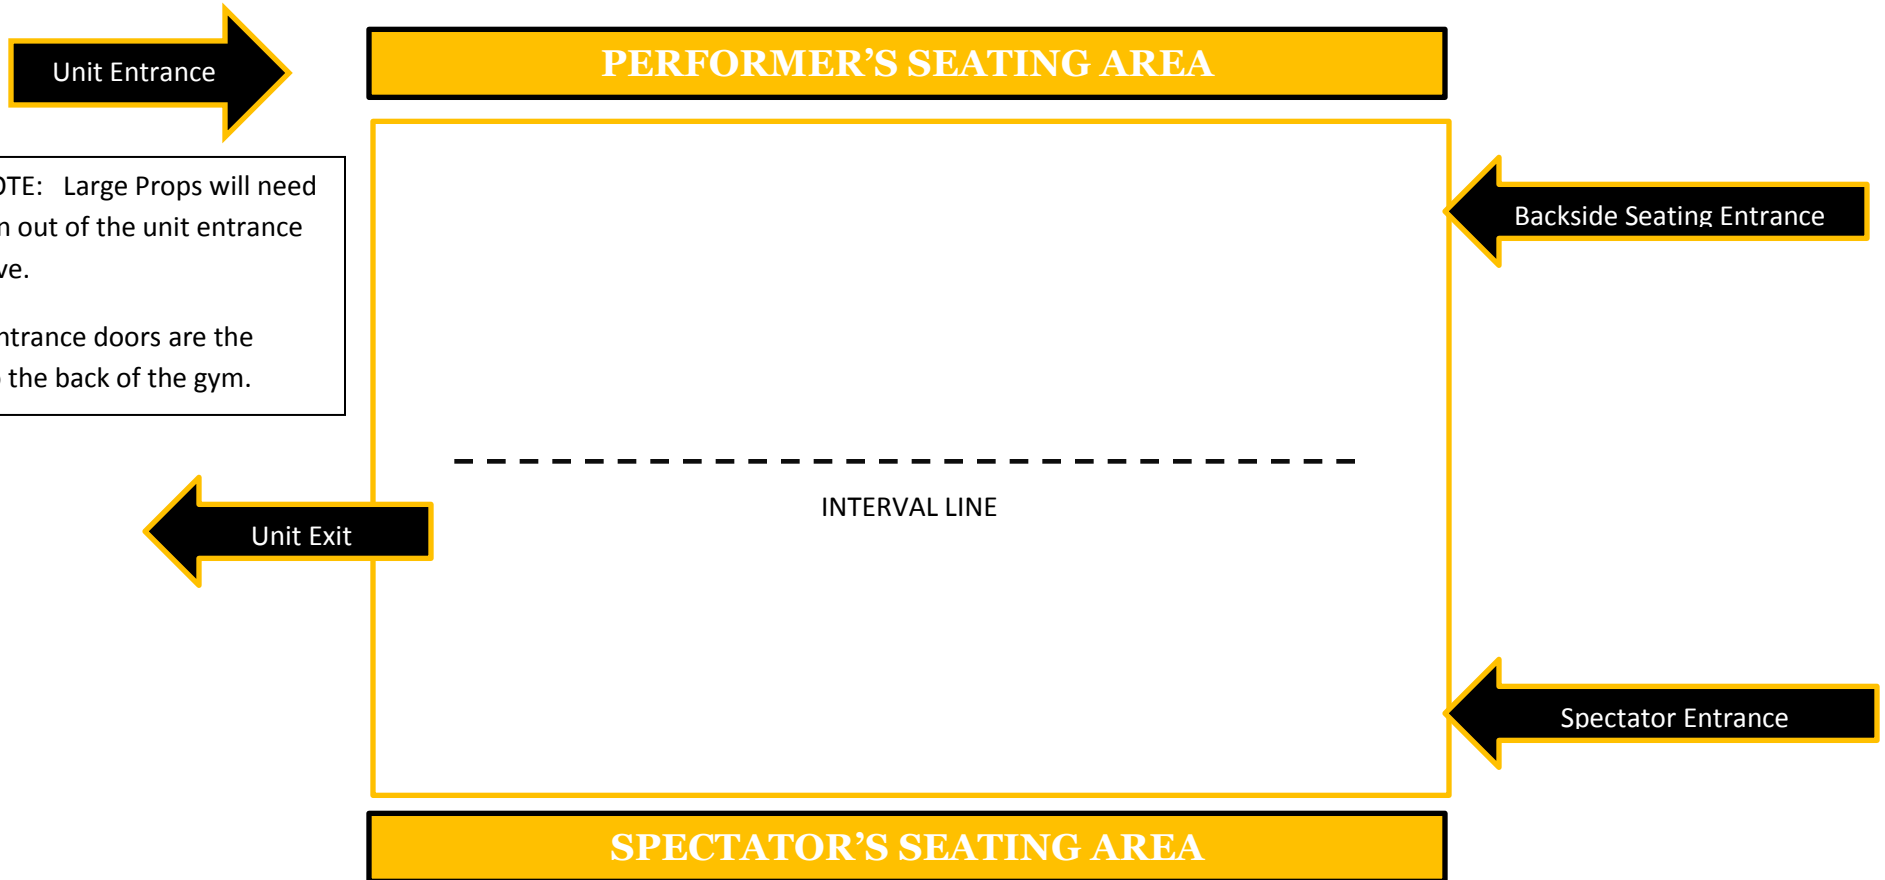 Unit Entrance
PERFORMER'S SEATING AREA
OTE: Large Props will need
n out of the unit entrance
ve.
ntrance doors are the
the back of the gym.
Backside Seating Entrance
INTERVAL LINE
Unit Exit
Spectator Entrance
SPECTATOR'S SEATING AREA